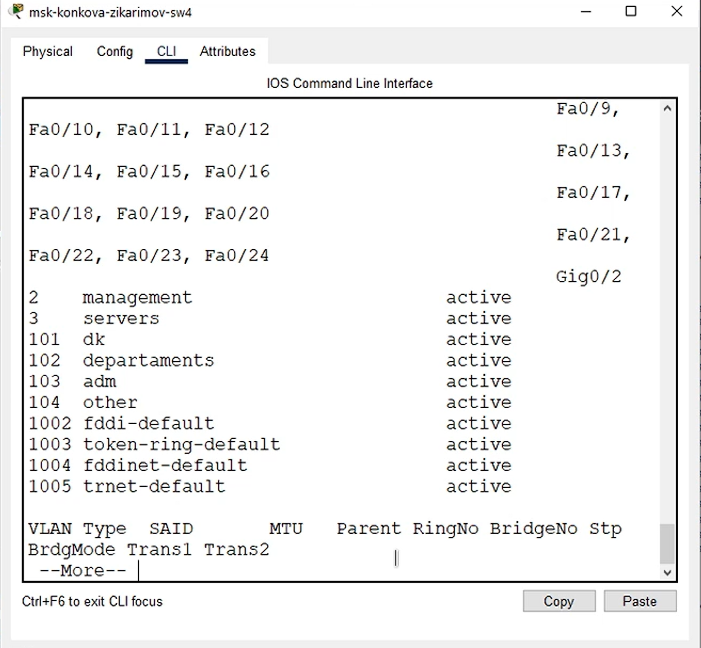 msk-konkova-zikarimov-sw4
Physical Config CLI Attributes
IOS Command Line Interface
Fa0/9,
Fa0/10, Fa0/11, Fa0/12
Fa0/13,
Fa0/14, Fa0/15, Fa0/16
Fa0/17,
Fa0/18, Fa0/19, Fa0/20
Fa0/21,
Fa0/22, Fa0/23, Fa0/24
Gig0/2
2 management active
3 servers active
101 dk active
102 departaments active
103 adm active
104 other active
1002 fddi-default active
1003 token-ring-default active
1004 fddinet-default active
1005 trnet-default active
VLAN Type SAID MTU Parent RingNo BridgeNo Stp
BrdgMode Trans1 Trans2
--More--
Ctrl+F6 to exit CLI focus Copy Paste